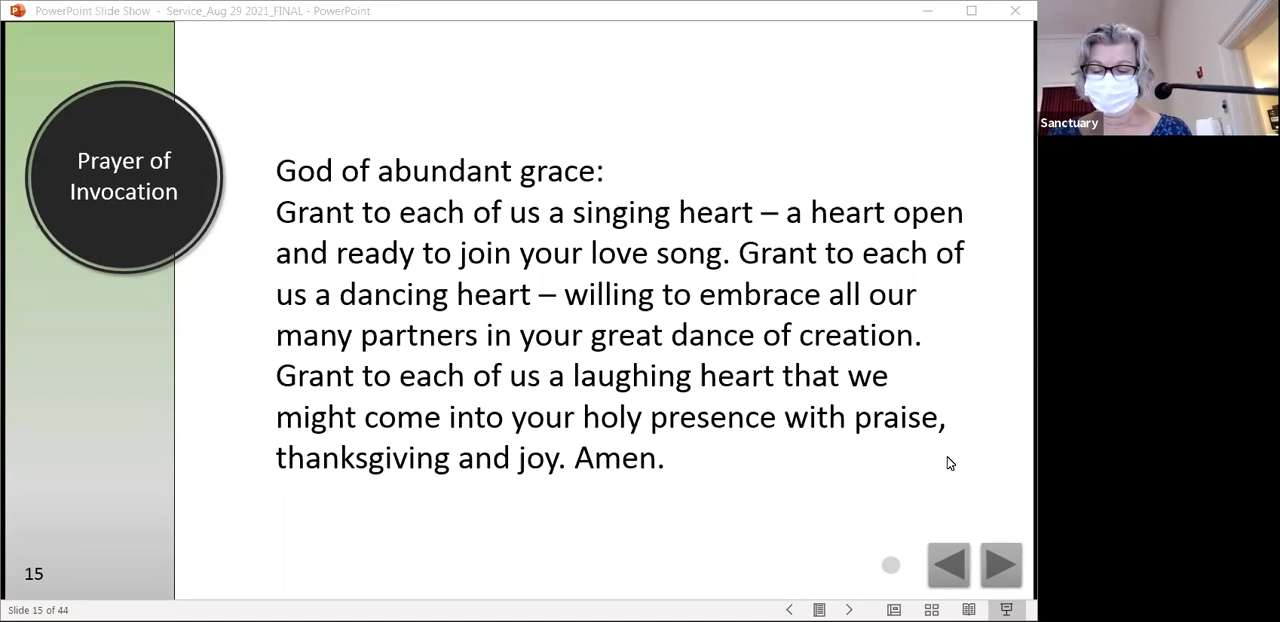 PowerPoint Slide Show - Service_Aug 29 2021_FINAL - PowerPoint
Prayer of
Invocation
God of abundant grace:
Grant to each of us a singing heart – a heart open
and ready to join your love song. Grant to each of
us a dancing heart – willing to embrace all our
many partners in your great dance of creation.
Grant to each of us a laughing heart that we
might come into your holy presence with praise,
thanksgiving and joy. Amen.
15
Slide 15 of 44
Sanctuary